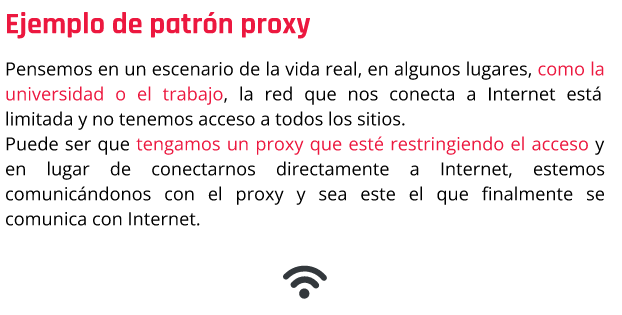 Ejemplo de patrón proxy
Pensemos en un escenario de la vida real, en algunos lugares, como la
universidad o el trabajo, la red que nos conecta a Internet está
limitada y no tenemos acceso a todos los sitios.
Puede ser que tengamos un proxy que esté restringiendo el acceso y
en lugar de conectarnos directamente a Internet, estemos
comunicándonos con el proxy y sea este el que finalmente se
comunica con Internet.